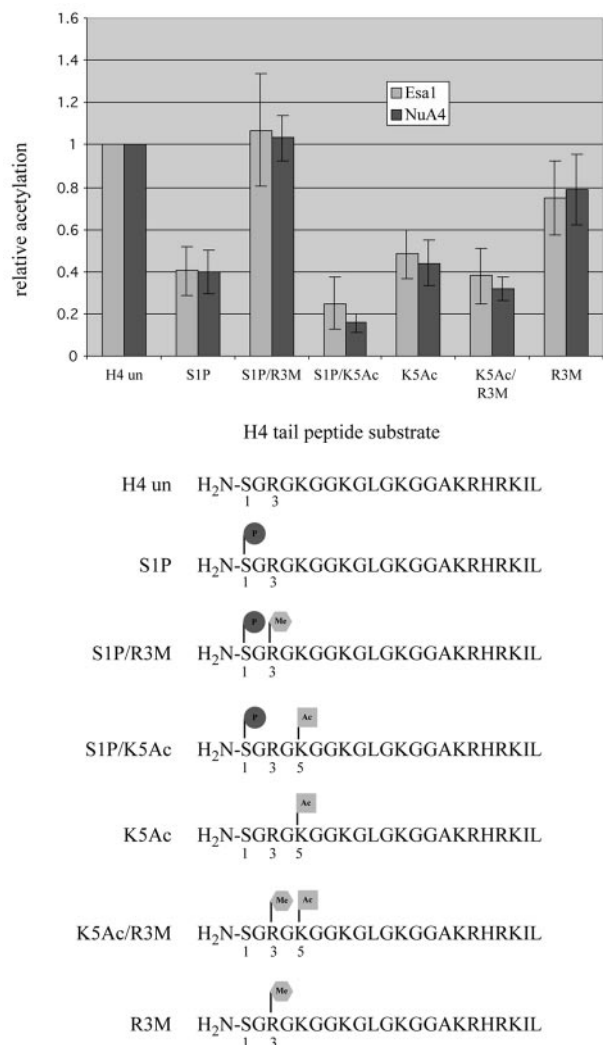 1.6
1.4
1.2
1
0.8
0.6
0.4
0.2
0
relative acetylation
Esa1
NuA4
H4 un S1P S1P/R3M S1P/K5Ac K5Ac K5Ac/ R3M
R3M
H4 tail peptide substrate
H4 un H₂N-SGRGKGGKGLGKGGAKRHRKIL
1 3
P
S1P H₂N-SGRGKGGKGLGKGGAKRHRKIL
1 3
P Me
S1P/R3M H₂N-SGRGKGGKGLGKGGAKRHRKIL
1 3
P Ac
S1P/K5Ac H₂N-SGRGKGGKGLGKGGAKRHRKIL
1 3 5
Ac
K5Ac H₂N-SGRGKGGKGLGKGGAKRHRKIL
1 3 5
Me Ac
K5Ac/R3M H₂N-SGRGKGGKGLGKGGAKRHRKIL
1 3 5
Me
R3M H₂N-SGRGKGGKGLGKGGAKRHRKIL
1 3